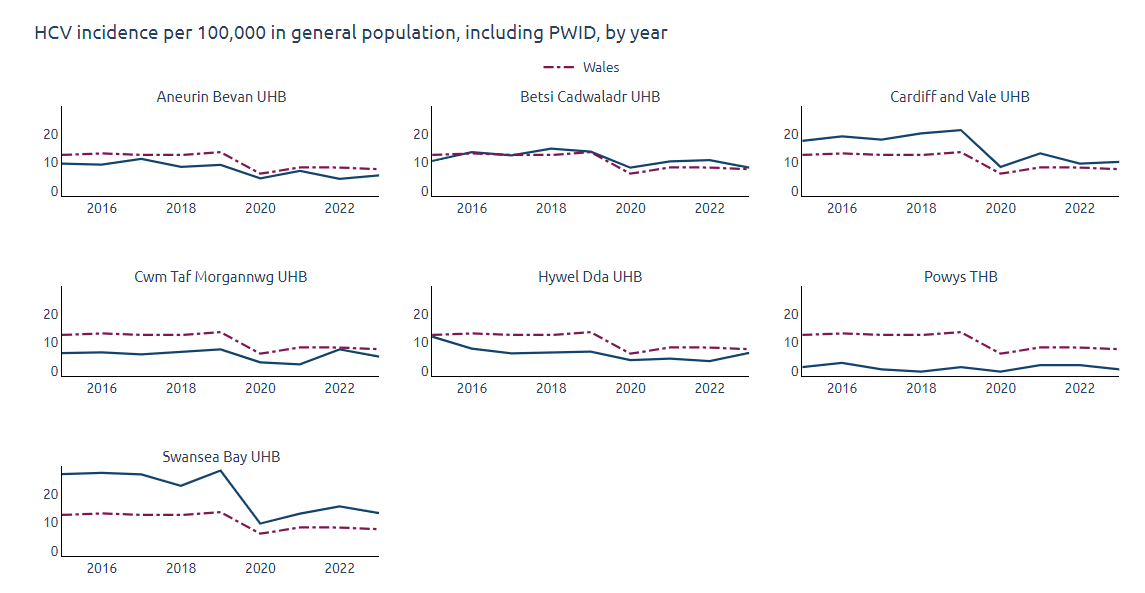 HCV incidence per 100,000 in general population, including PWID, by year
Wales
Aneurin Bevan UHB
20
10
0
2016 2018 2020 2022
Betsi Cadwaladr UHB
20
10
0
2016 2018 2020 2022
Cardiff and Vale UHB
20
10
0
2016 2018 2020 2022
Cwm Taf Morgannwg UHB
20
10
0
2016 2018 2020 2022
Hywel Dda UHB
20
10
0
2016 2018 2020 2022
Powys THB
20
10
0
2016 2018 2020 2022
Swansea Bay UHB
20
10
0
2016 2018 2020 2022